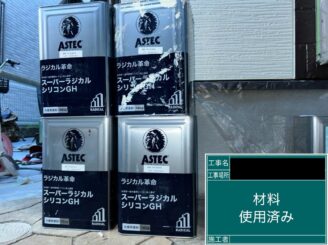 ASTEC
ラジカル革命
スーパーラジカル
シリコンGH
RADICAL
ASTEC
ラジカル革命
スーパーラジカル
シリコンGH
RADICAL
ASTEC
ラジカル革命
スーパーラジカル
シリコンGH
ASTEC
ラジカル革命
スーパーラジカル
シリコンGH
RADICAL
工事名
工事場所
材料
使用済み
施工者